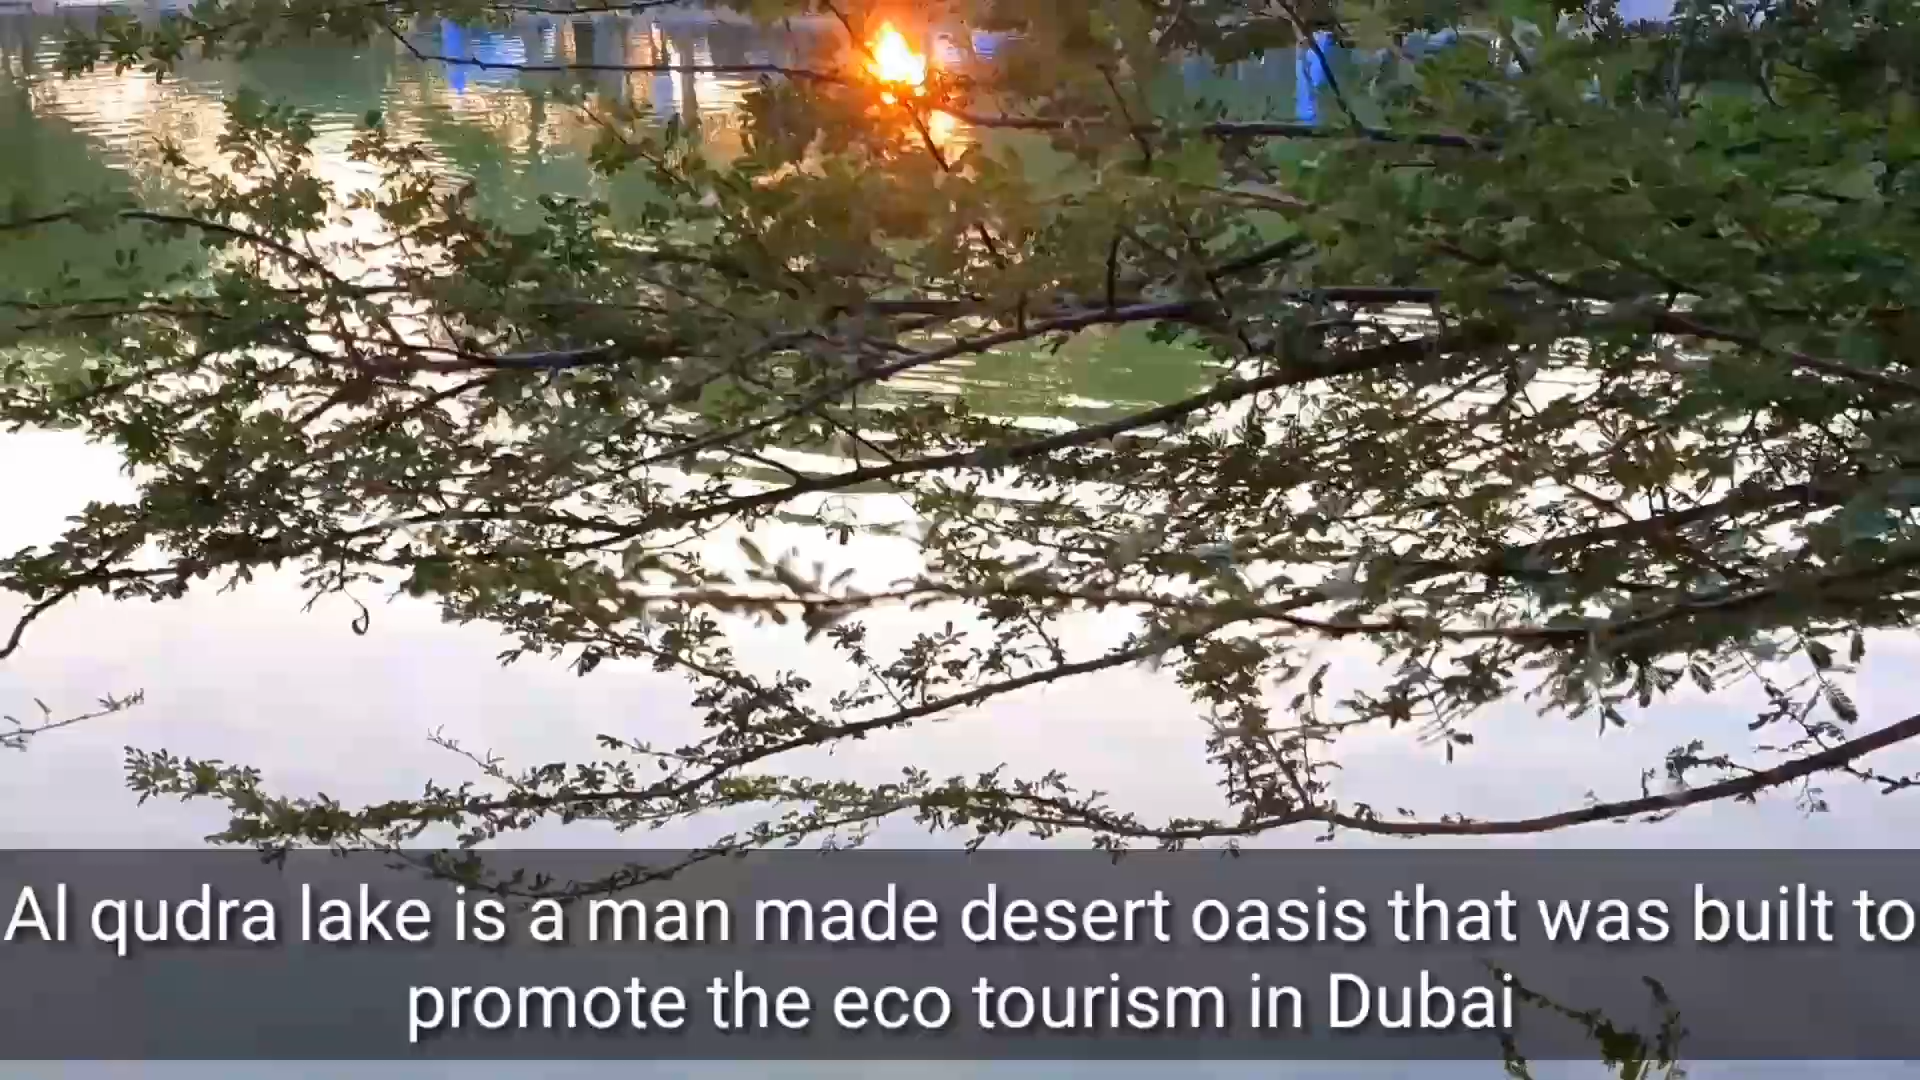 Al qudra lake is a man made desert oasis that was built to
promote the eco tourism in Dubai